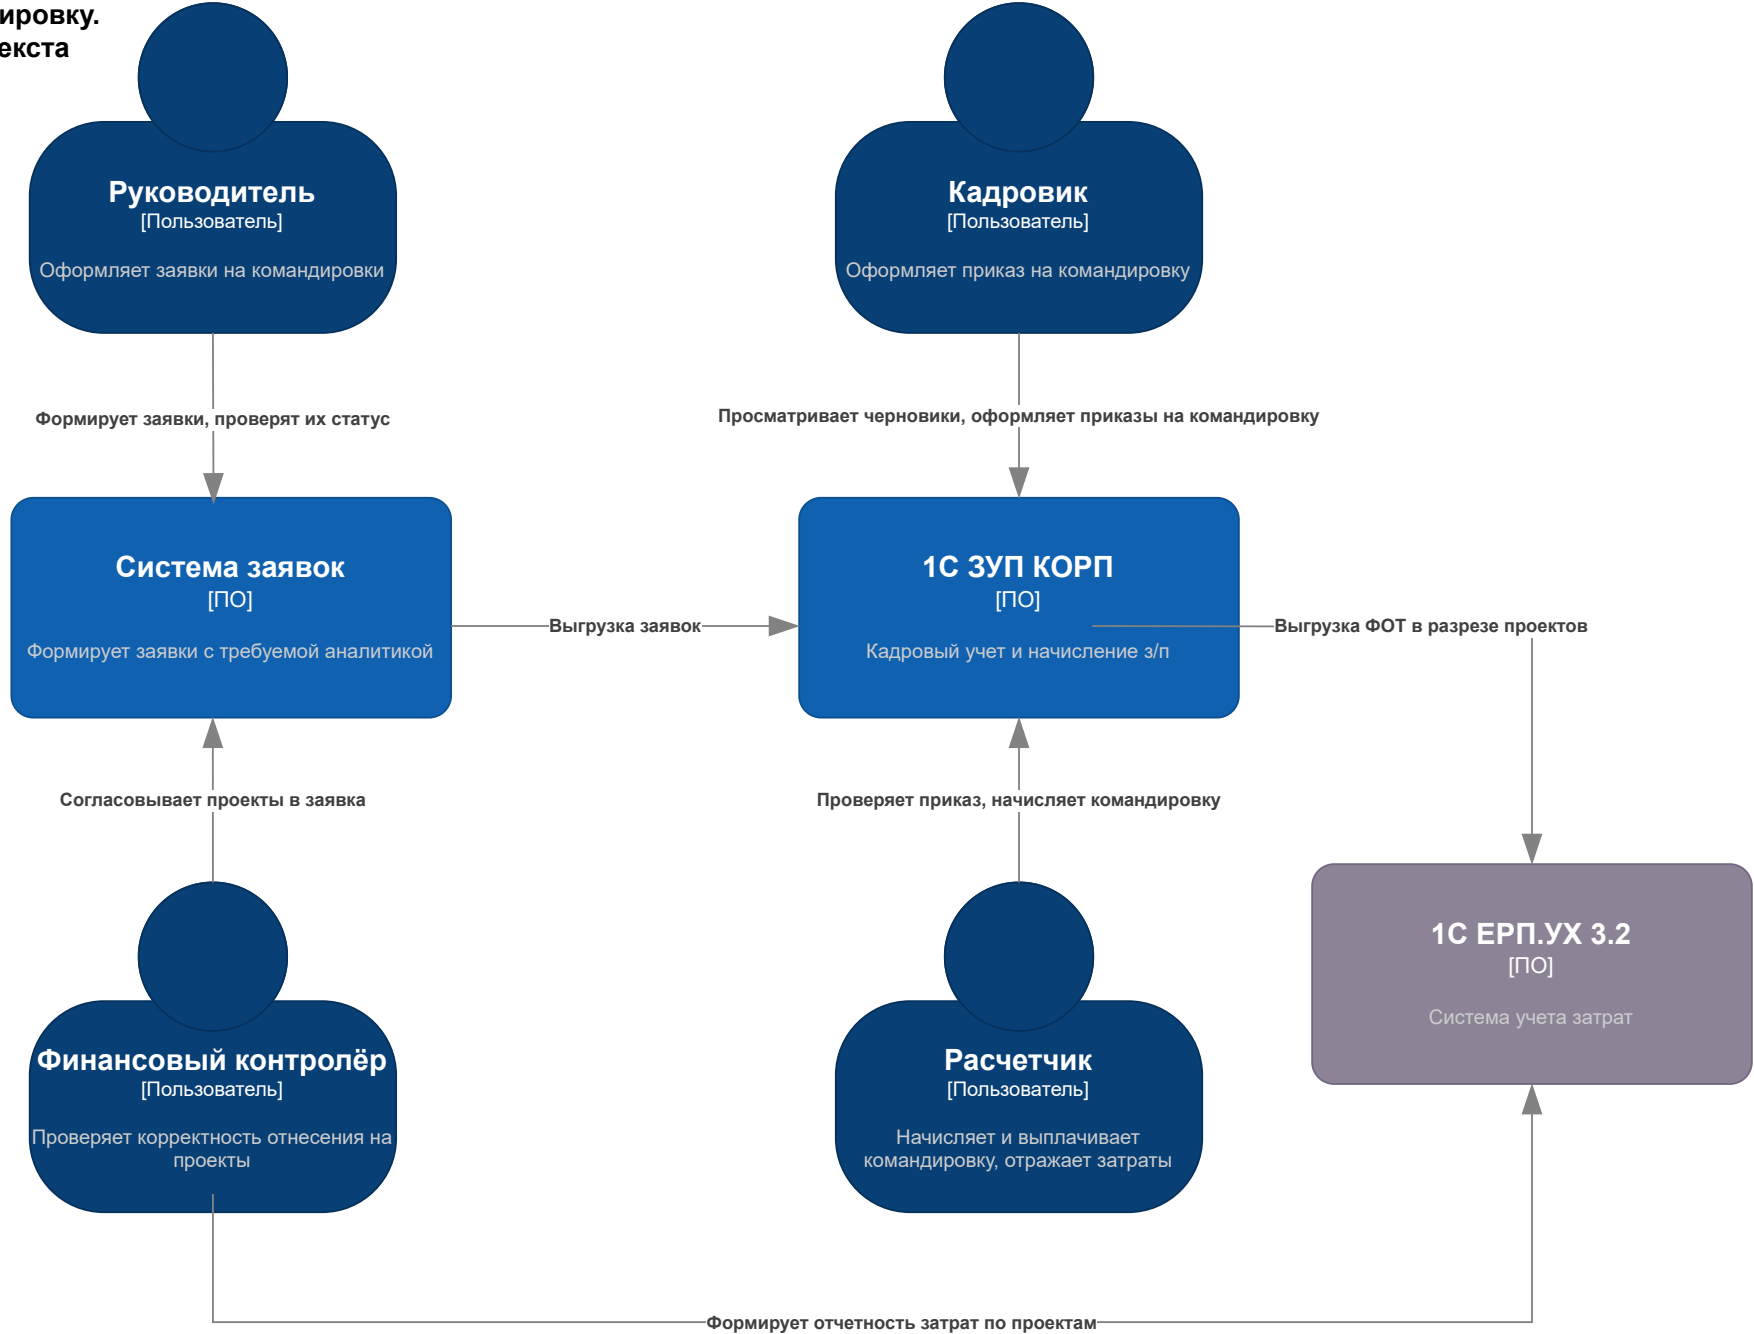 ировку.
екста
Руководитель
[Пользователь]
Оформляет заявки на командировки
Кадровик
[Пользователь]
Оформляет приказ на командировку
Формирует заявки, проверят их статус
Просматривает черновики, оформляет приказы на командировку
Система заявок
[ПО]
Формирует заявки с требуемой аналитикой
Выгрузка заявок
1С ЗУП КОРП
[ПО]
Кадровый учет и начисление з/п
Выгрузка ФОТ в разрезе проектов
Согласовывает проекты в заявка
Проверяет приказ, начисляет командировку
1С ЕРП.УХ 3.2
[ПО]
Система учета затрат
Финансовый контролёр
[Пользователь]
Проверяет корректность отнесения на
проекты
Расчетчик
[Пользователь]
Начисляет и выплачивает
командировку, отражает затраты
Формирует отчетность затрат по проектам